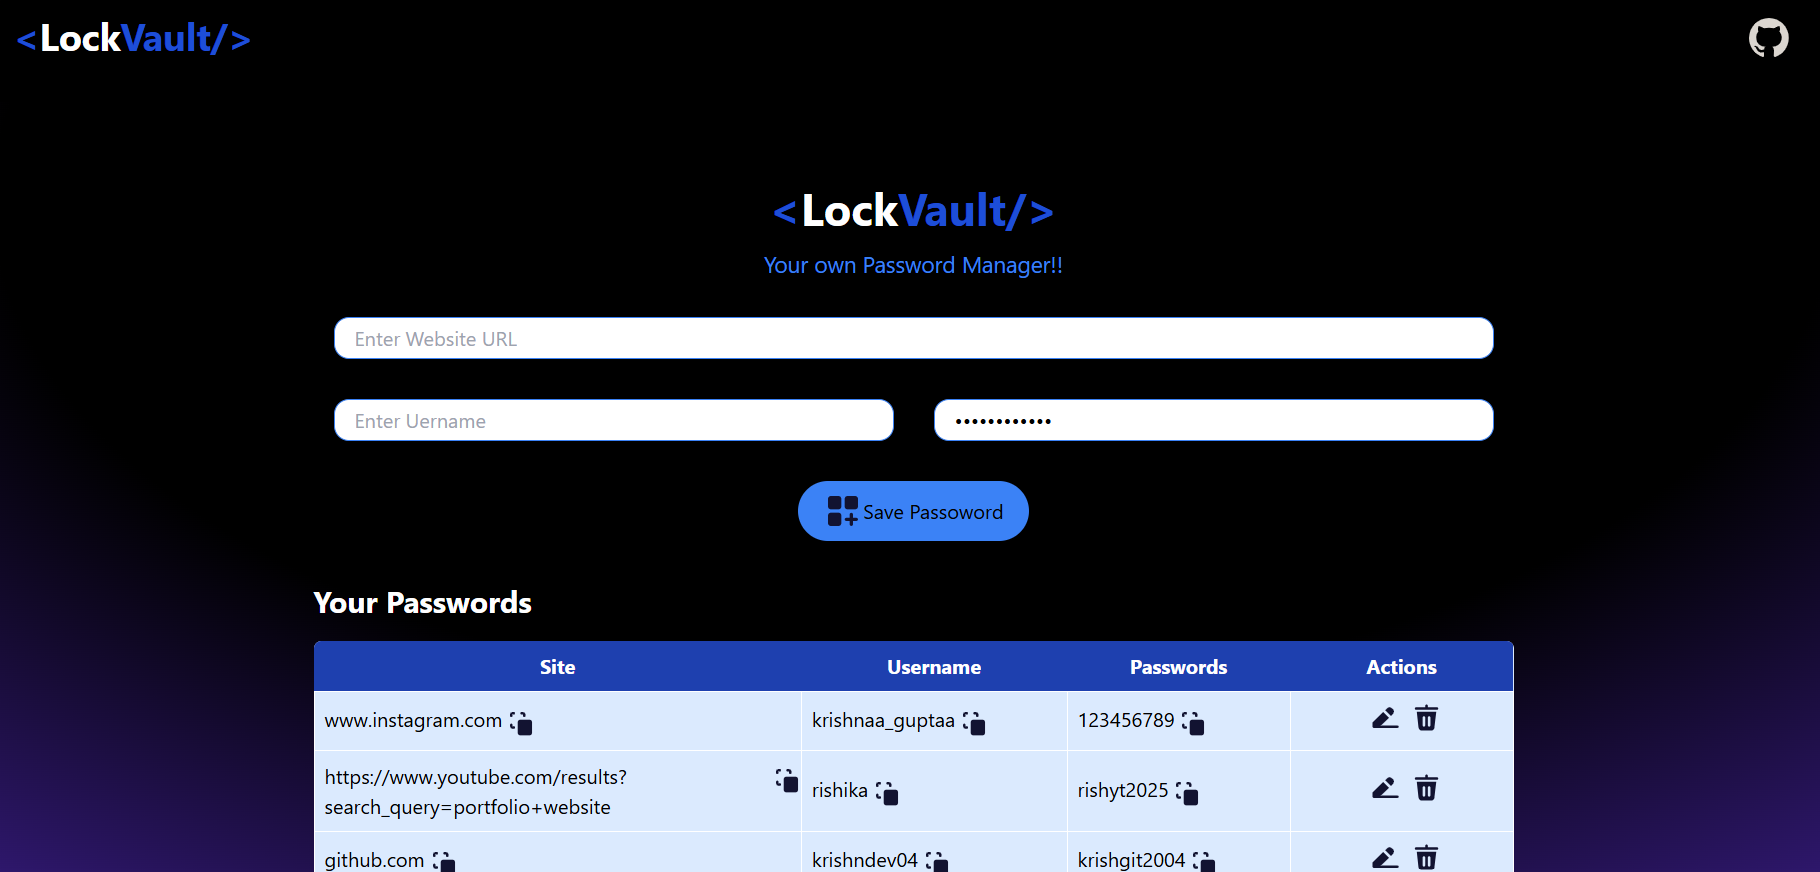 <LockVault/>
<LockVault/>
Your own Password Manager!!
Enter Website URL
Enter Uername
••••••••••••
Save Passoword
Your Passwords
Site Username Passwords Actions
www.instagram.com krishnaa_guptaa 123456789
https://www.youtube.com/results?
search_query=portfolio+website rishika rishyt2025
github.com krishndev04 krishgit2004